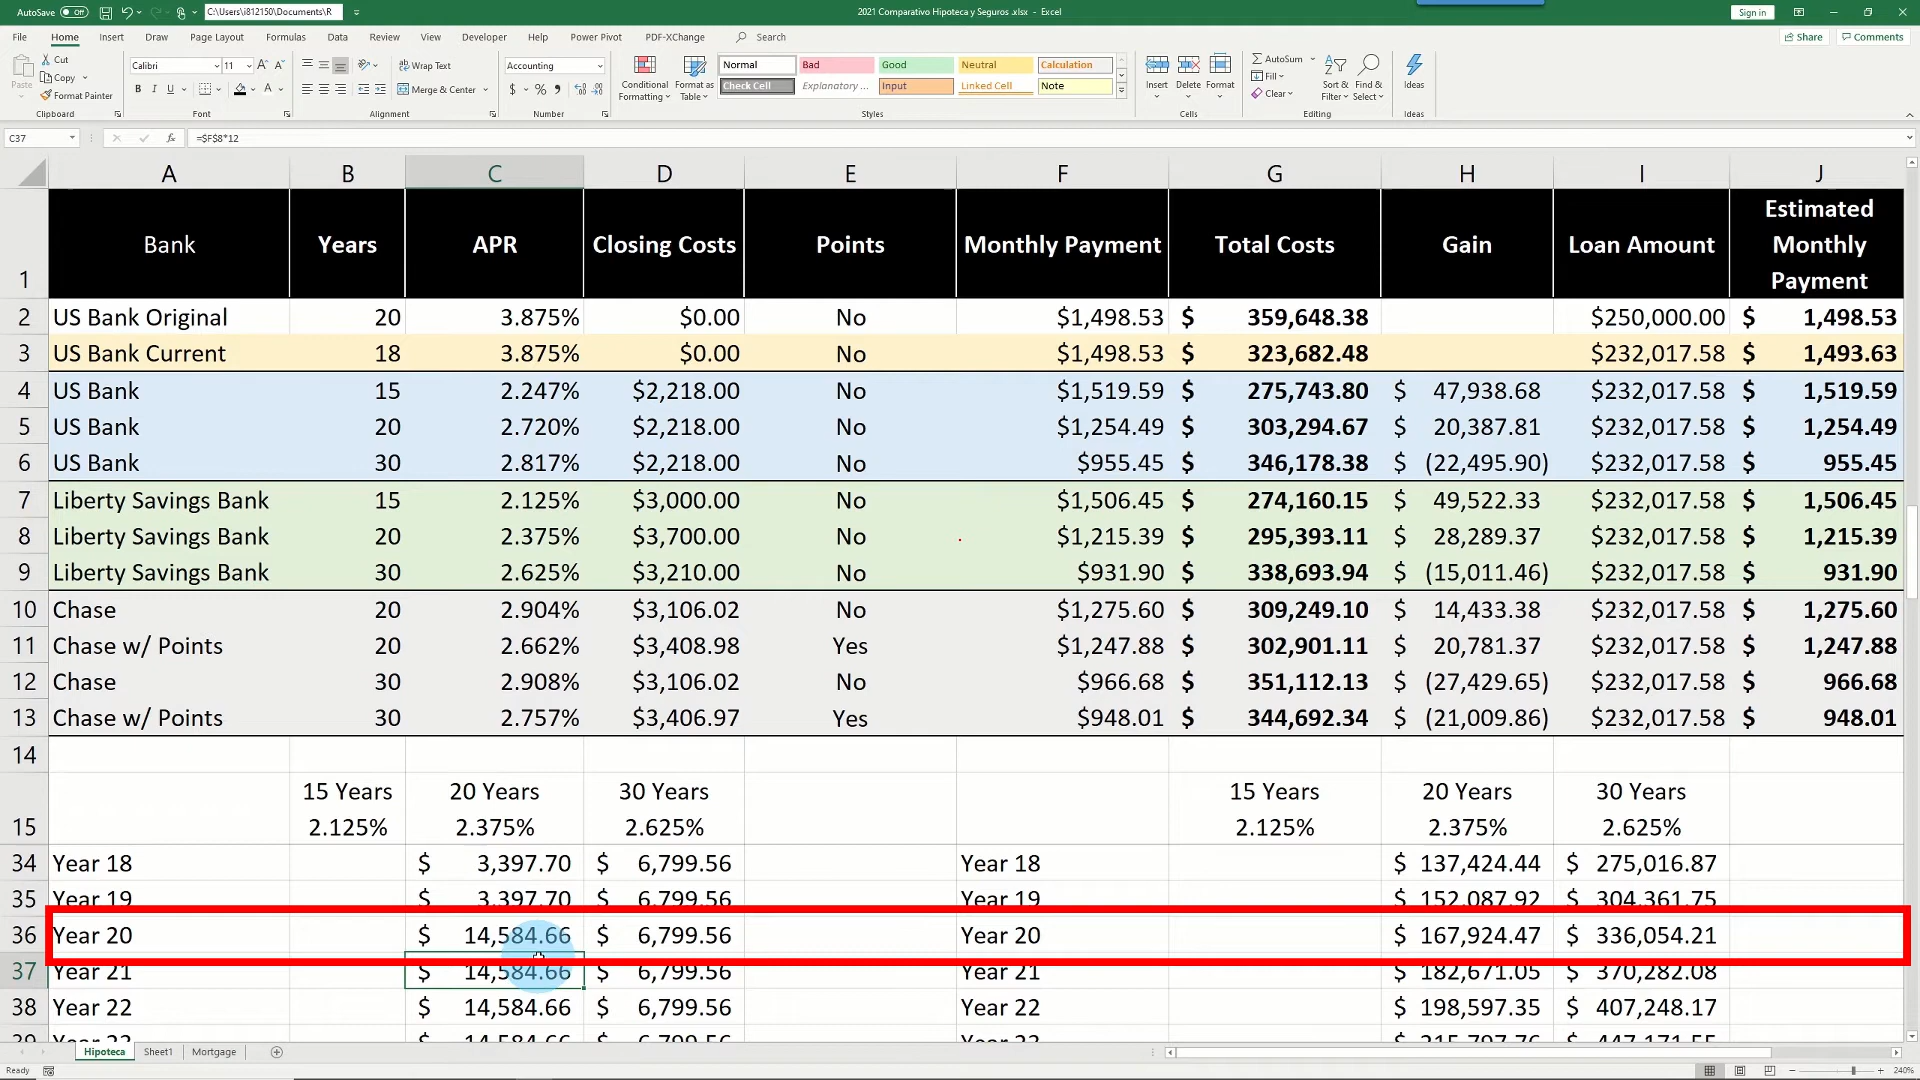 AutoSave Off C:\Users\i812150\Documents\R 2021 Comparativo Hipoteca y Seguros .xlsx - Excel Sign in
File Home Insert Draw Page Layout Formulas Data Review View Developer Help Power Pivot PDF-XChange Search Share Comments
Paste Cut Copy Format Painter Clipboard
Calibri 11 B I U Font
Wrap Text Merge & Center Alignment
Accounting $ % Number
Conditional Formatting Format as Table
Normal Bad Good Neutral Calculation
Check Cell Explanatory ... Input Linked Cell Note
Styles
Insert Delete Format Cells
AutoSum Fill Clear Sort & Filter Find & Select Editing
Ideas Ideas
C37 fx =$F$8*12
A B C D E F G H I J
1 Bank Years APR Closing Costs Points Monthly Payment Total Costs Gain Loan Amount Estimated Monthly Payment
2 US Bank Original 20 3.875% $0.00 No $1,498.53 $ 359,648.38 $250,000.00 $ 1,498.53
3 US Bank Current 18 3.875% $0.00 No $1,498.53 $ 323,682.48 $232,017.58 $ 1,493.63
4 US Bank 15 2.247% $2,218.00 No $1,519.59 $ 275,743.80 $ 47,938.68 $232,017.58 $ 1,519.59
5 US Bank 20 2.720% $2,218.00 No $1,254.49 $ 303,294.67 $ 20,387.81 $232,017.58 $ 1,254.49
6 US Bank 30 2.817% $2,218.00 No $955.45 $ 346,178.38 $ (22,495.90) $232,017.58 $ 955.45
7 Liberty Savings Bank 15 2.125% $3,000.00 No $1,506.45 $ 274,160.15 $ 49,522.33 $232,017.58 $ 1,506.45
8 Liberty Savings Bank 20 2.375% $3,700.00 No $1,215.39 $ 295,393.11 $ 28,289.37 $232,017.58 $ 1,215.39
9 Liberty Savings Bank 30 2.625% $3,210.00 No $931.90 $ 338,693.94 $ (15,011.46) $232,017.58 $ 931.90
10 Chase 20 2.904% $3,106.02 No $1,275.60 $ 309,249.10 $ 14,433.38 $232,017.58 $ 1,275.60
11 Chase w/ Points 20 2.662% $3,408.98 Yes $1,247.88 $ 302,901.11 $ 20,781.37 $232,017.58 $ 1,247.88
12 Chase 30 2.908% $3,106.02 No $966.68 $ 351,112.13 $ (27,429.65) $232,017.58 $ 966.68
13 Chase w/ Points 30 2.757% $3,406.97 Yes $948.01 $ 344,692.34 $ (21,009.86) $232,017.58 $ 948.01
14
15 Years 20 Years 30 Years 15 Years 20 Years 30 Years
15 2.125% 2.375% 2.625% 2.125% 2.375% 2.625%
34 Year 18 $ 3,397.70 $ 6,799.56 Year 18 $ 137,424.44 $ 275,016.87
35 Year 19 3,397.70 6,799.56 Year 19 152,087.92 304,361.75
36 Year 20 $ 14,584.66 $ 6,799.56 Year 20 $ 167,924.47 $ 336,054.21
37 Year 21 $ 14,584.66 $ 6,799.56 Year 21 $ 182,671.05 $ 370,282.08
38 Year 22 $ 14,584.66 $ 6,799.56 Year 22 $ 198,597.35 $ 407,248.17
Hipoteca Sheet1 Mortgage
Ready 240%